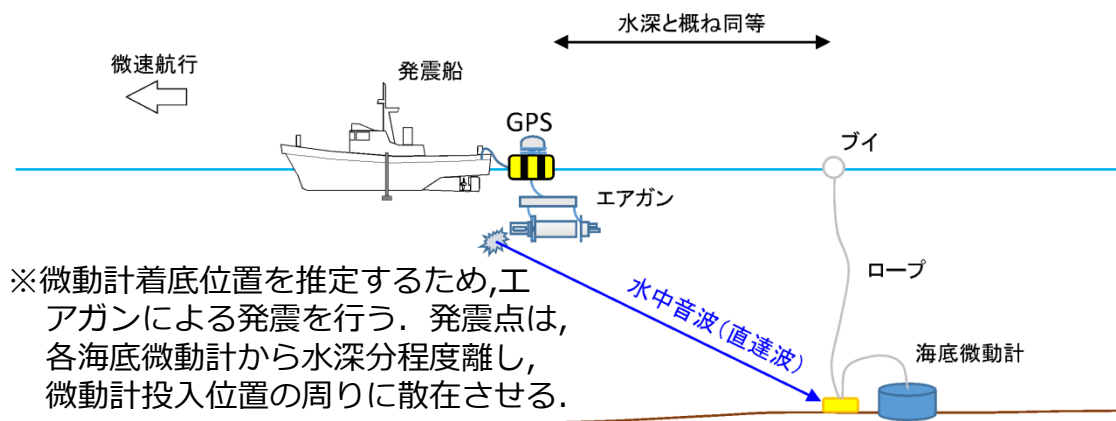 水深と概ね同等
微速航行
発震船
GPS
ブイ
エアガン
ロープ
水中音波(直達波)
海底微動計
※微動計着底位置を推定するため,エ
アガンによる発震を行う．発震点は,
各海底微動計から水深分程度離し,
微動計投入位置の周りに散在させる.